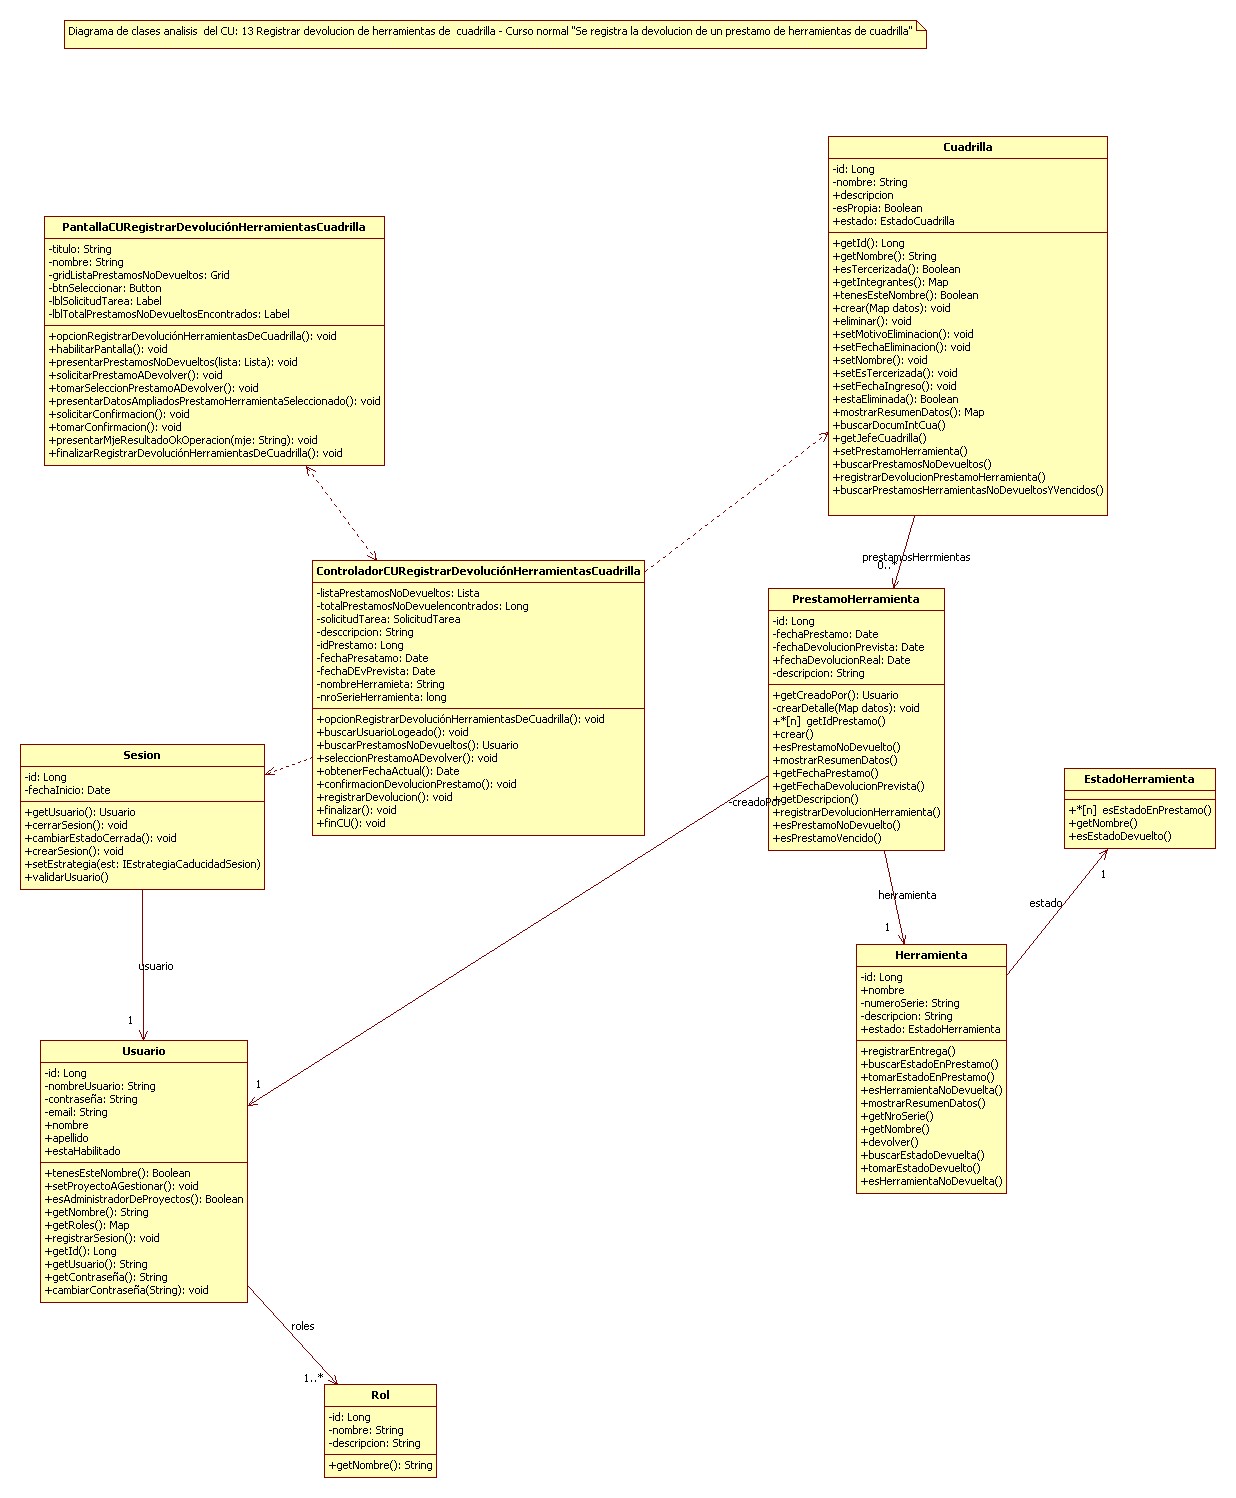 Diagrama de clases analisis  del CU: 13 Registrar devolucion de herramientas de  cuadrilla - Curso normal "Se registra la devolucion de un prestamo de herramientas de cuadrilla"
Cuadrilla
-id: Long
-nombre: String
+descripcion
-esPropia: Boolean
+estado: EstadoCuadrilla
+getId(): Long
+getNombre(): String
+esTercerizada(): Boolean
+getIntegrantes(): Map
+tenesEsteNombre(): Boolean
+crear(Map datos): void
+eliminar(): void
+setMotivoEliminacion(): void
+setFechaEliminacion(): void
+setNombre(): void
+setEsTercerizada(): void
+setFechaIngreso(): void
+estaEliminada(): Boolean
+mostrarResumenDatos(): Map
+buscarDocumIntCua()
+getJefeCuadrilla()
+setPrestamoHerramienta()
+buscarPrestamosNoDevueltos()
+registrarDevolucionPrestamoHerramienta()
+buscarPrestamosHerramientasNoDevueltosYVencidos()
PantallaCURegistrarDevoluciónHerramientasCuadrilla
-titulo: String
-nombre: String
-gridListaPrestamosNoDevueltos: Grid
-btnSeleccionar: Button
-lblSolicitudTarea: Label
-lblTotalPrestamosNoDevueltosEncontrados: Label
+opcionRegistrarDevoluciónHerramientasDeCuadrilla(): void
+habilitarPantalla(): void
+presentarPrestamosNoDevueltos(lista: Lista): void
+solicitarPrestamoADevolver(): void
+tomarSeleccionPrestamoADevolver(): void
+presentarDatosAmpliadosPrestamoHerramientaSeleccionado(): void
+solicitarConfirmacion(): void
+tomarConfirmacion(): void
+presentarMjeResultadoOkOperacion(mje: String): void
+finalizarRegistrarDevoluciónHerramientasDeCuadrilla(): void
prestamosHerrmientas
0..*
ControladorCURegistrarDevoluciónHerramientasCuadrilla
-listaPrestamosNoDevueltos: Lista
-totalPrestamosNoDevuelencontrados: Long
-solicitudTarea: SolicitudTarea
-desccripcion: String
-idPrestamo: Long
-fechaPresatamo: Date
-fechaDEvPrevista: Date
-nombreHerramieta: String
-nroSerieHerramienta: long
+opcionRegistrarDevoluciónHerramientasDeCuadrilla(): void
+buscarUsuarioLogeado(): void
+buscarPrestamosNoDevueltos(): Usuario
+seleccionPrestamoADevolver(): void
+obtenerFechaActual(): Date
+confirmacionDevolucionPrestamo(): void
+registrarDevolucion(): void
+finalizar(): void
+finCU(): void
PrestamoHerramienta
-id: Long
-fechaPrestamo: Date
-fechaDevolucionPrevista: Date
+fechaDevolucionReal: Date
-descripcion: String
+getCreadoPor(): Usuario
-crearDetalle(Map datos): void
+*[n]  getIdPrestamo()
+crear()
+esPrestamoNoDevuelto()
+mostrarResumenDatos()
+getFechaPrestamo()
+getFechaDevolucionPrevista()
+getDescripcion()
+registrarDevolucionHerramienta()
+esPrestamoNoDevuelto()
+esPrestamoVencido()
-creadoPor
1
Sesion
-id: Long
-fechaInicio: Date
+getUsuario(): Usuario
+cerrarSesion(): void
+cambiarEstadoCerrada(): void
+crearSesion(): void
+setEstrategia(est: IEstrategiaCaducidadSesion)
+validarUsuario()
EstadoHerramienta
+*[n]  esEstadoEnPrestamo()
+getNombre()
+esEstadoDevuelto()
herramienta
1
estado
1
usuario
1
Herramienta
-id: Long
+nombre
-numeroSerie: String
-descripcion: String
+estado: EstadoHerramienta
+registrarEntrega()
+buscarEstadoEnPrestamo()
+tomarEstadoEnPrestamo()
+esHerramientaNoDevuelta()
+mostrarResumenDatos()
+getNroSerie()
+getNombre()
+devolver()
+buscarEstadoDevuelta()
+tomarEstadoDevuelto()
+esHerramientaNoDevuelta()
Usuario
-id: Long
-nombreUsuario: String
-contraseña: String
-email: String
+nombre
+apellido
+estaHabilitado
+tenesEsteNombre(): Boolean
+setProyectoAGestionar(): void
+esAdministradorDeProyectos(): Boolean
+getNombre(): String
+getRoles(): Map
+registrarSesion(): void
+getId(): Long
+getUsuario(): String
+getContraseña(): String
+cambiarContraseña(String): void
roles
1..*
Rol
-id: Long
-nombre: String
-descripcion: String
+getNombre(): String